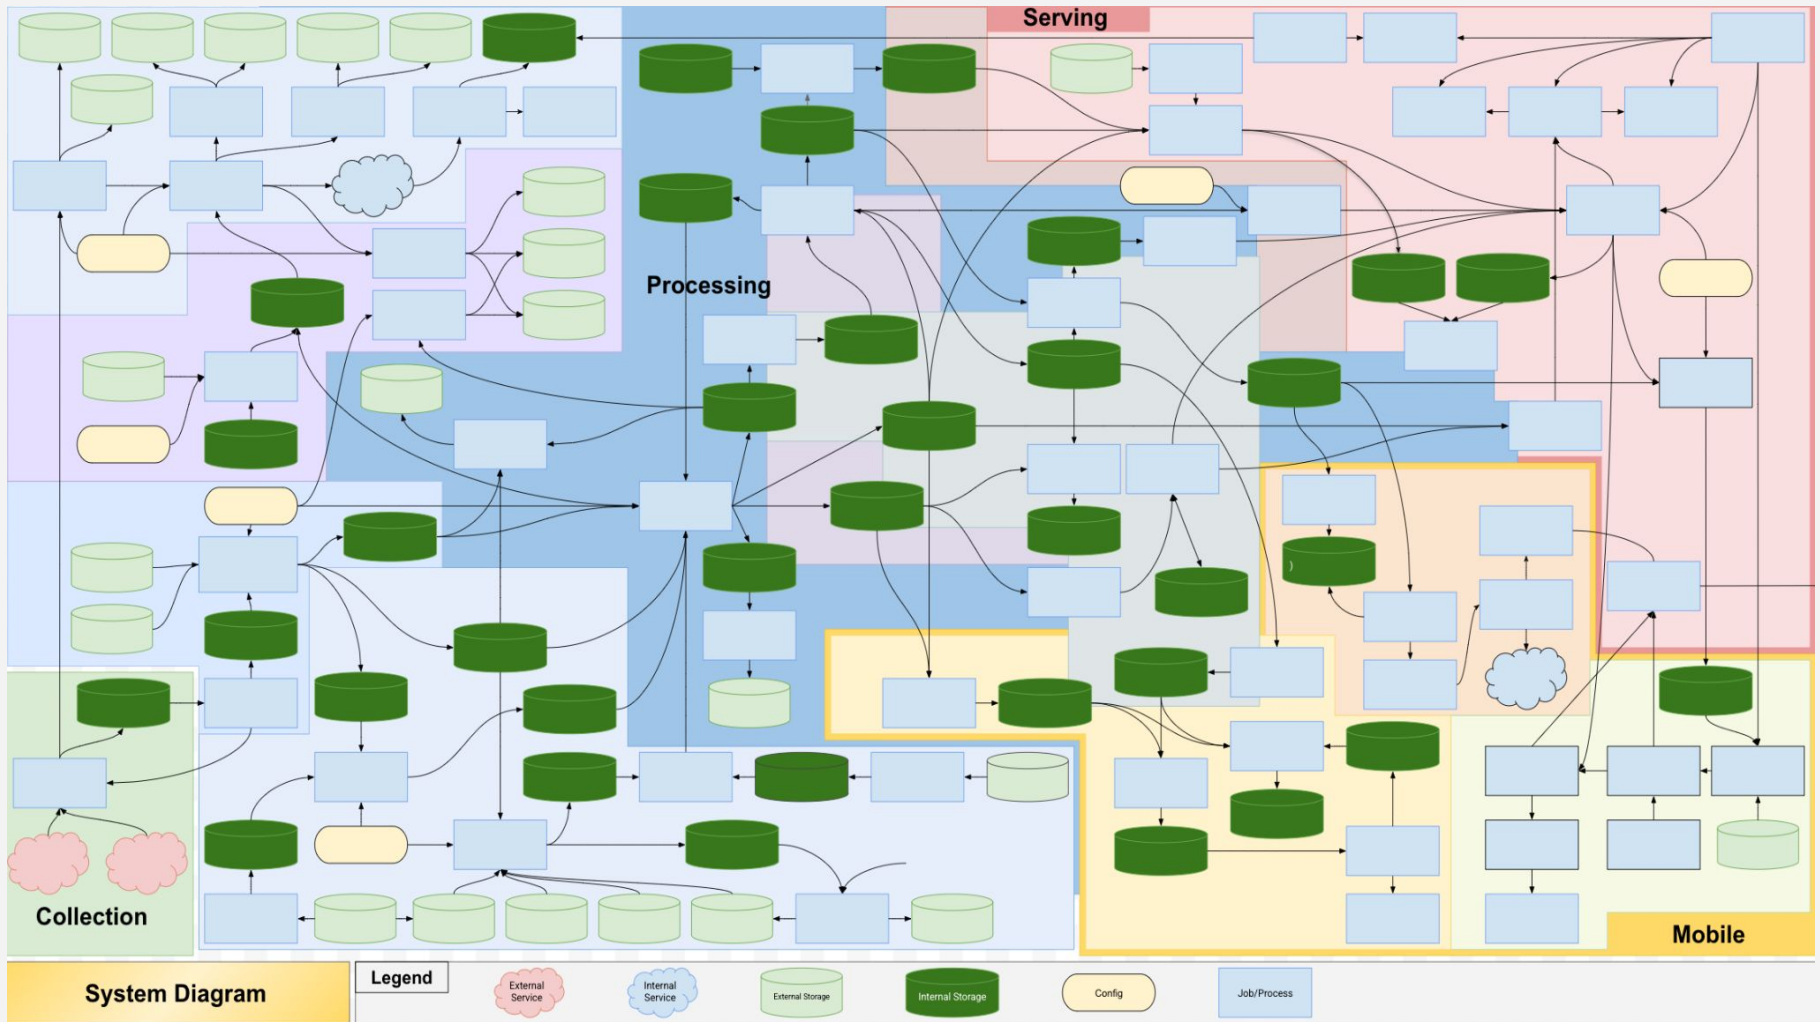 Serving
Processing
)
Collection
Mobile
System Diagram
Legend
External
Service
Internal
Service
External Storage
Internal Storage
Config
Job/Process